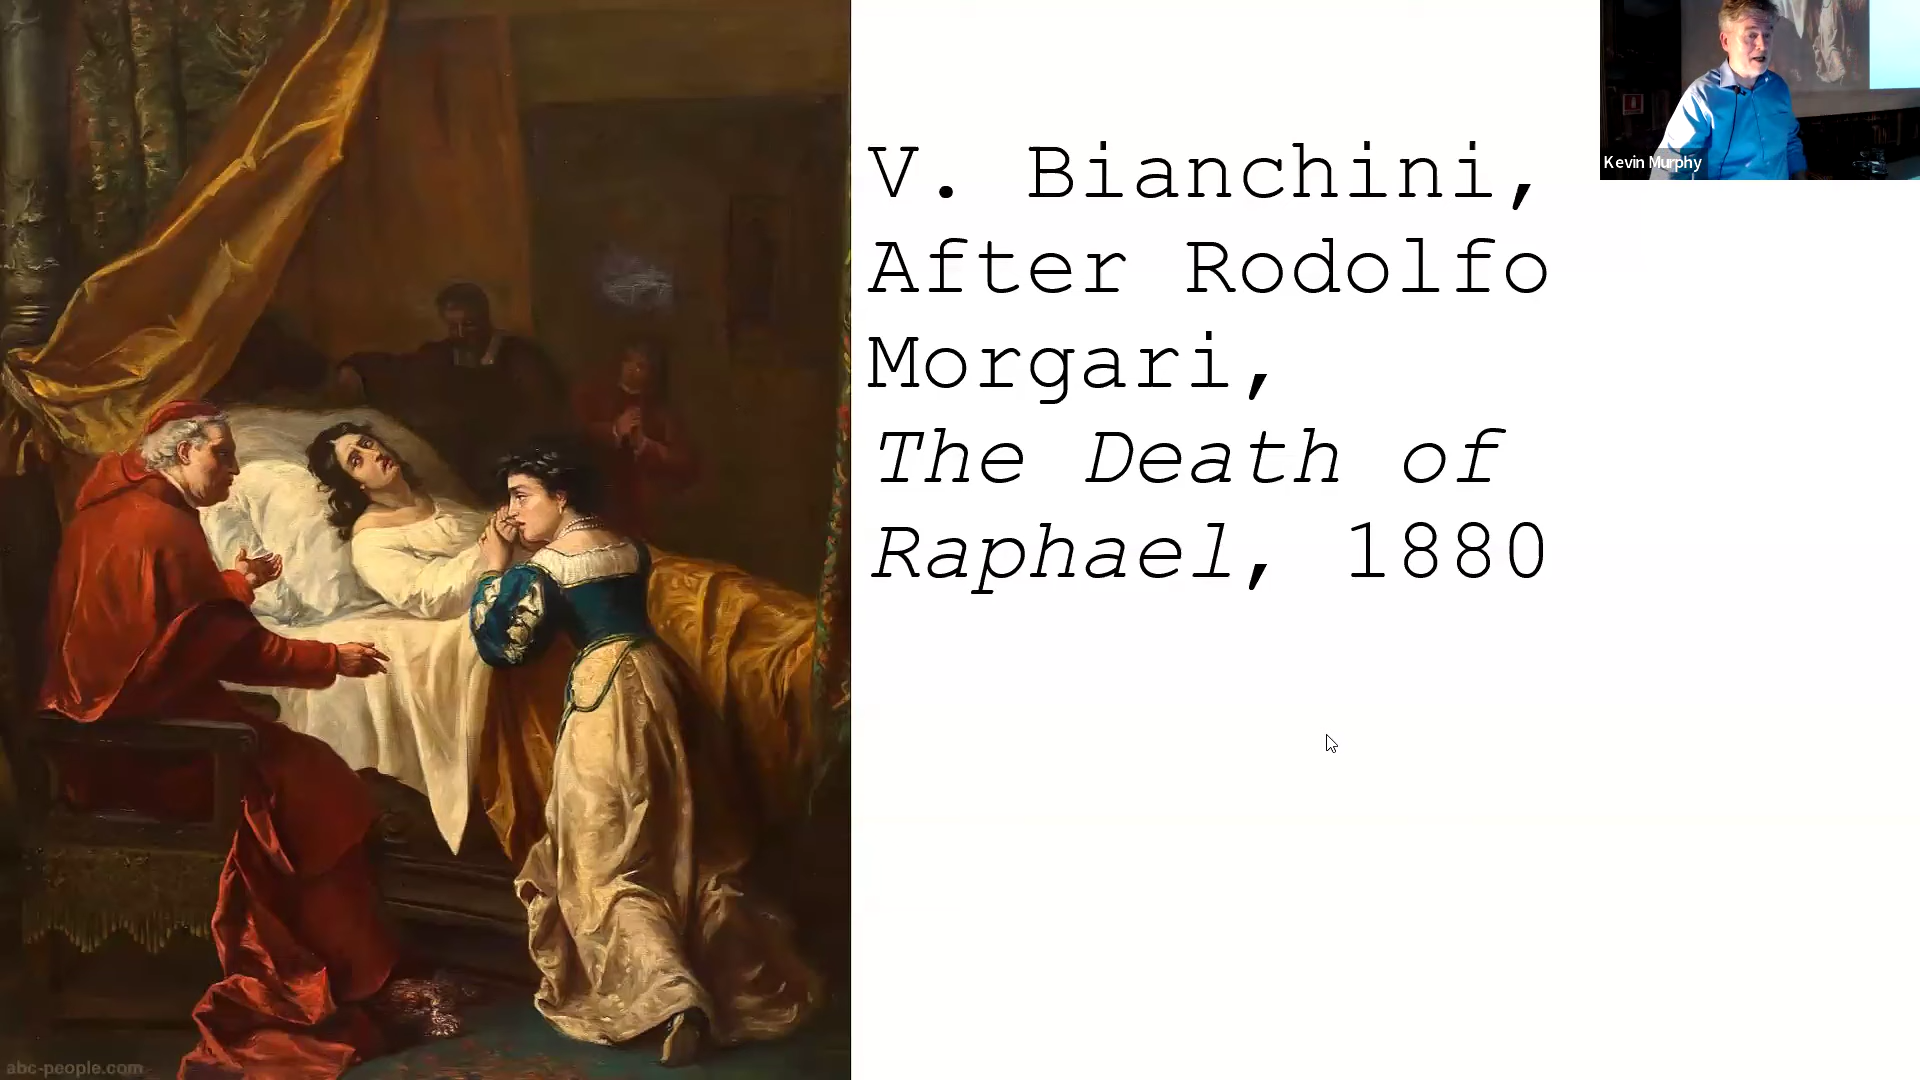 V. Bianchini,
After Rodolfo
Morgari,
The Death of
Raphael, 1880
Kevin Murphy
abc-people.com